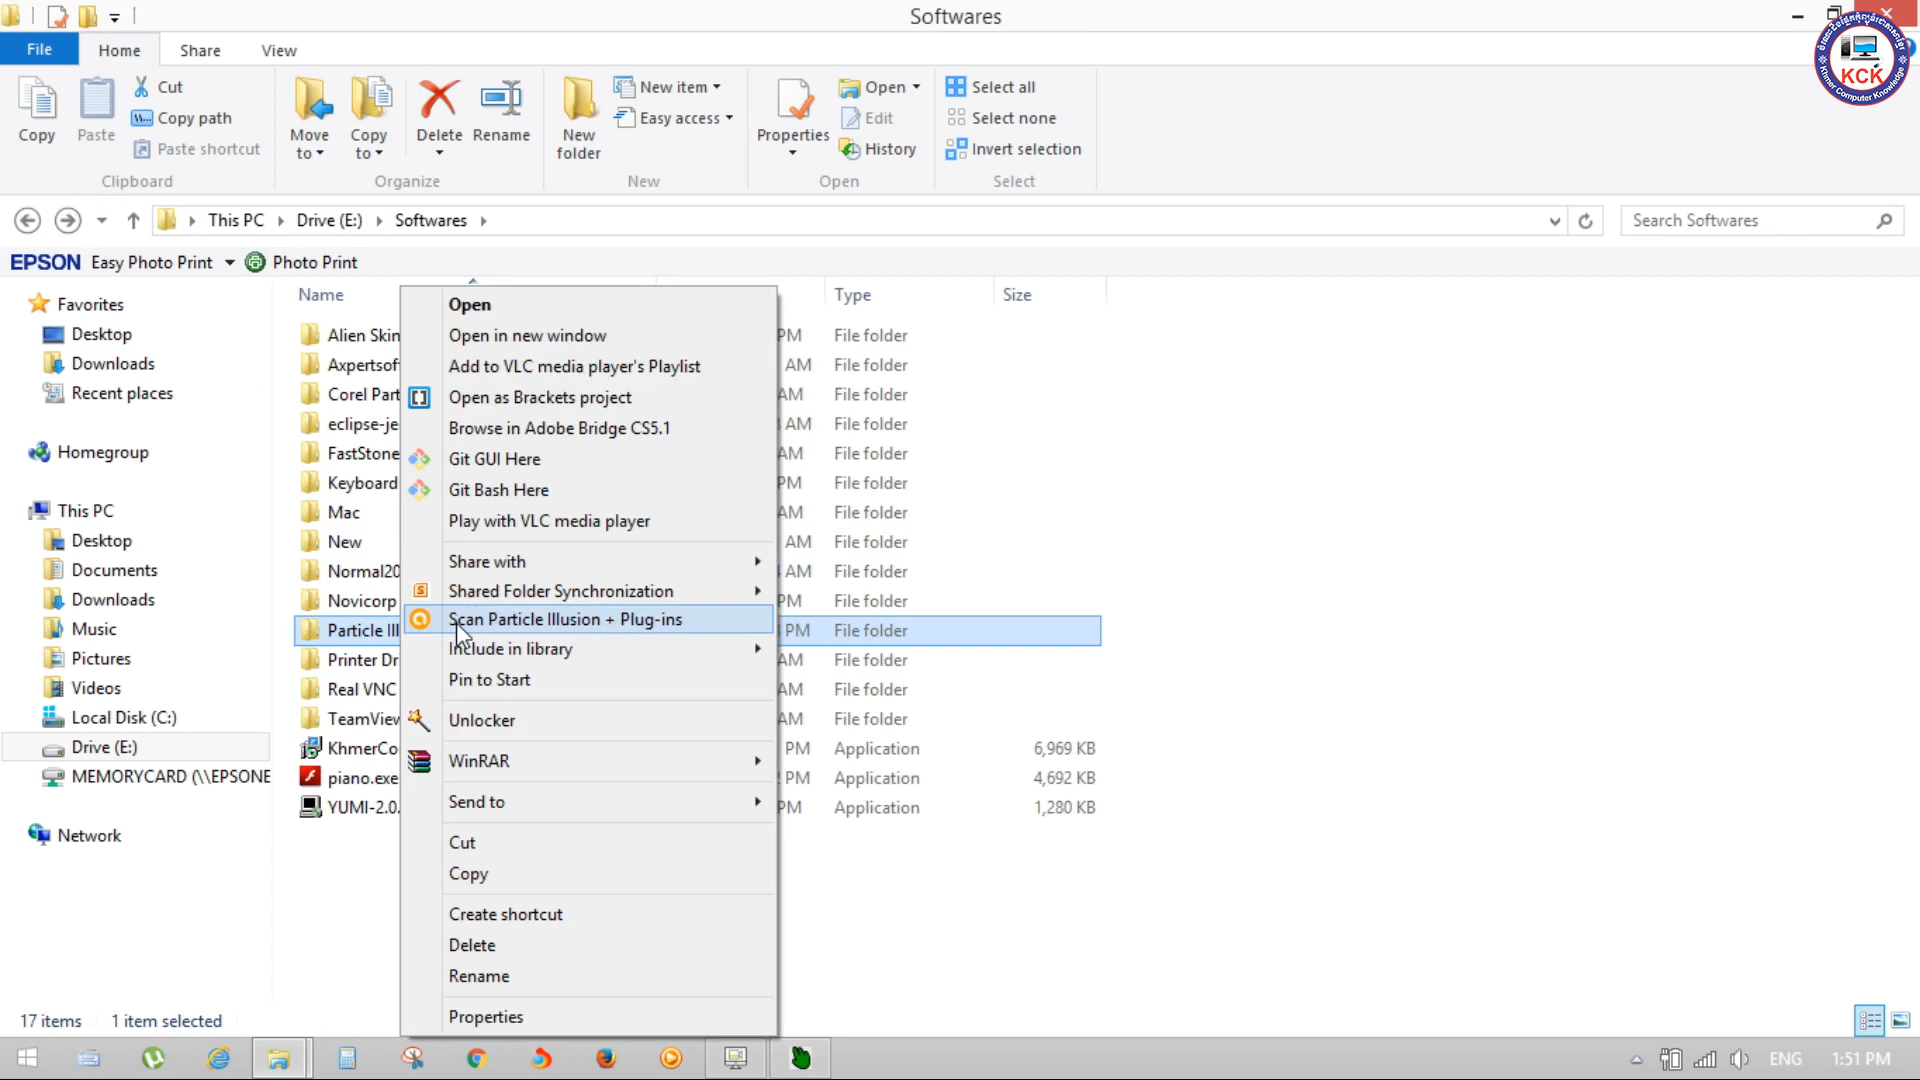 Softwares
File
Home
Share
View
Copy
Paste
Cut
Copy path
Paste shortcut
Clipboard
Move to
Copy to
Delete
Rename
Organize
New folder
New item
Easy access
New
Properties
Open
Edit
History
Open
Select all
Select none
Invert selection
Select
KCK
Khmer Computer Knowledge
This PC
Drive (E:)
Softwares
Search Softwares
EPSON Easy Photo Print
Photo Print
Name
Type
Size
Favorites
Desktop
Downloads
Recent places
Homegroup
This PC
Desktop
Documents
Downloads
Music
Pictures
Videos
Local Disk (C:)
Drive (E:)
MEMORYCARD (\\EPSONE
Network
Alien Skin
PM
File folder
Axpertsof
AM
File folder
Corel Part
AM
File folder
eclipse-je
AM
File folder
FastStone
AM
File folder
Keyboard
PM
File folder
Mac
AM
File folder
New
AM
File folder
Normal20
AM
File folder
Novicorp
PM
File folder
Particle Ill
PM
File folder
Printer Dr
AM
File folder
Real VNC
AM
File folder
TeamView
AM
File folder
KhmerCo
PM
Application
6,969 KB
piano.exe
PM
Application
4,692 KB
YUMI-2.0.
PM
Application
1,280 KB
Open
Open in new window
Add to VLC media player's Playlist
Open as Brackets project
Browse in Adobe Bridge CS5.1
Git GUI Here
Git Bash Here
Play with VLC media player
Share with
Shared Folder Synchronization
Scan Particle Illusion + Plug-ins
Include in library
Pin to Start
Unlocker
WinRAR
Send to
Cut
Copy
Create shortcut
Delete
Rename
Properties
17 items
1 item selected
ENG
1:51 PM